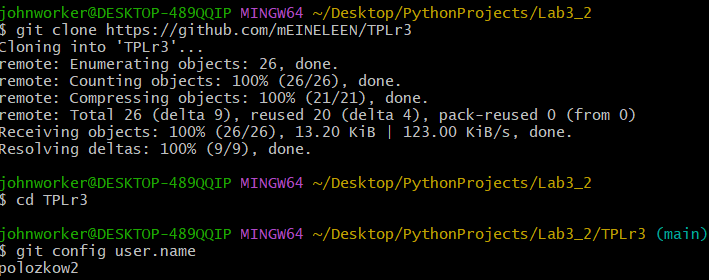 johnworker@DESKTOP-489QQIP MINGW64 ~/Desktop/PythonProjects/Lab3_2
$ git clone https://github.com/mEINELEEN/TPLr3
Cloning into 'TPLr3'...
remote: Enumerating objects: 26, done.
remote: Counting objects: 100% (26/26), done.
remote: Compressing objects: 100% (21/21), done.
remote: Total 26 (delta 9), reused 20 (delta 4), pack-reused 0 (from 0)
Receiving objects: 100% (26/26), 13.20 KiB | 123.00 KiB/s, done.
Resolving deltas: 100% (9/9), done.
johnworker@DESKTOP-489QQIP MINGW64 ~/Desktop/PythonProjects/Lab3_2
$ cd TPLr3
johnworker@DESKTOP-489QQIP MINGW64 ~/Desktop/PythonProjects/Lab3_2/TPLr3 (main)
$ git config user.name
polozkow2